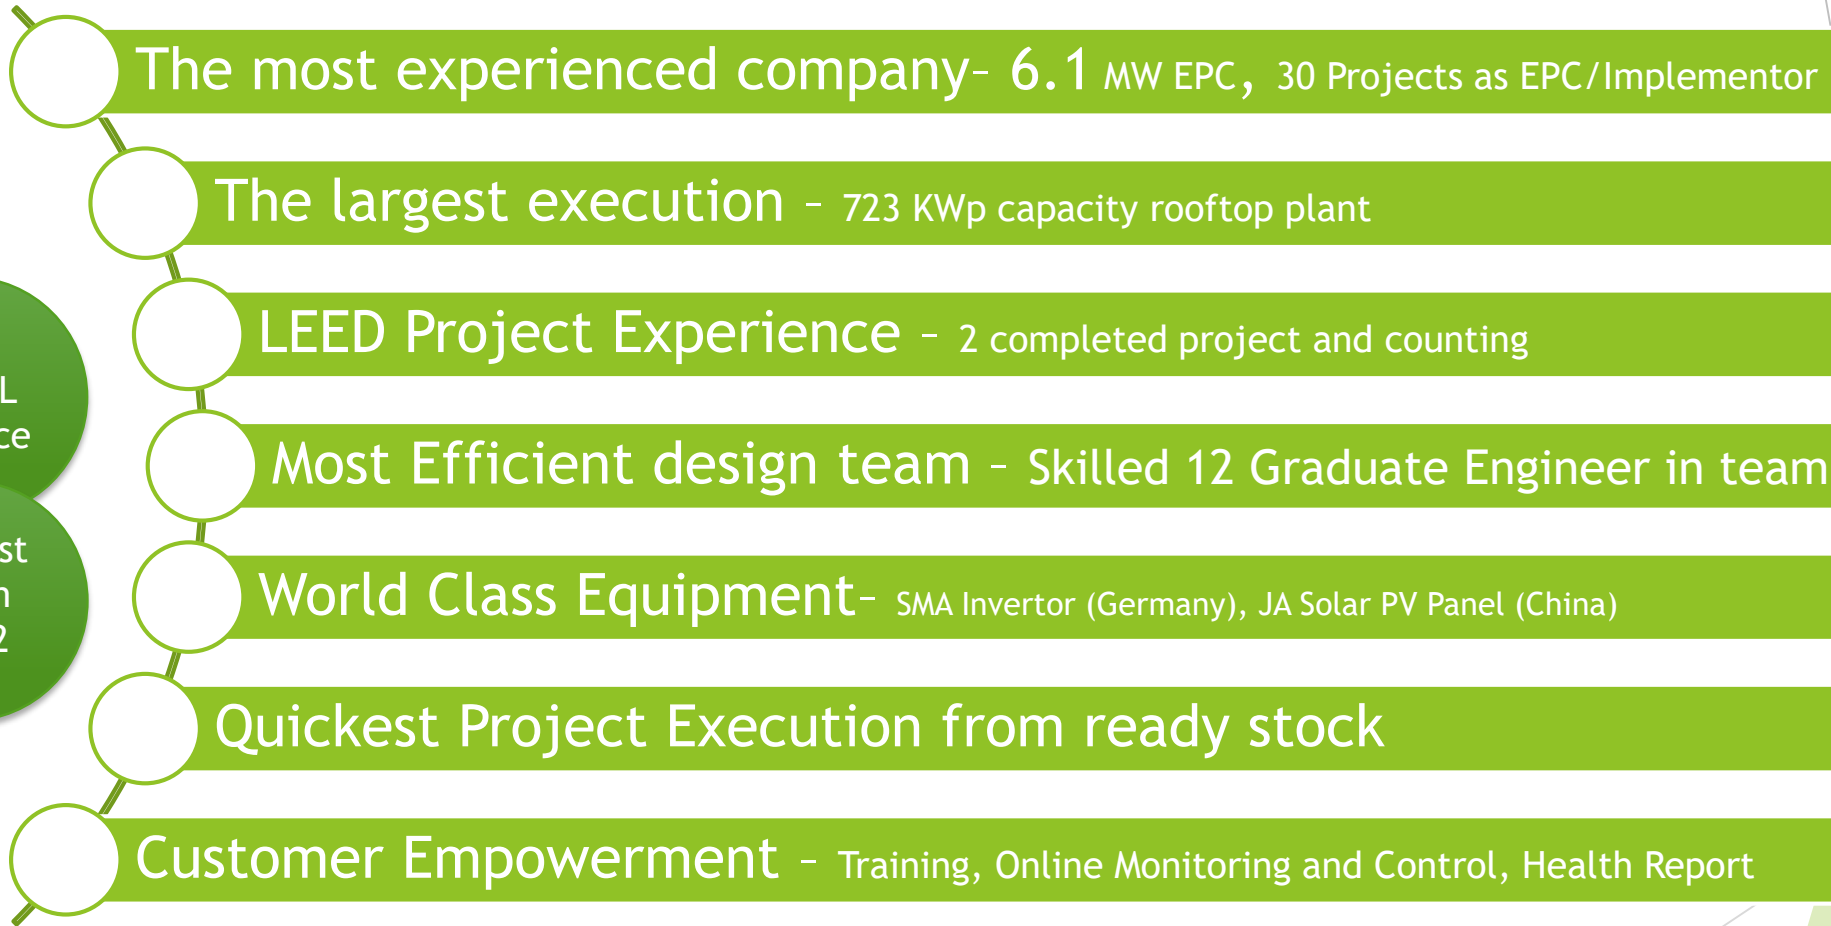 The most experienced company– 6.1 MW EPC, 30 Projects as EPC/Implementor
The largest execution – 723 KWp capacity rooftop plant
LEED Project Experience – 2 completed project and counting
Most Efficient design team – Skilled 12 Graduate Engineer in team
World Class Equipment– SMA Invertor (Germany), JA Solar PV Panel (China)
Quickest Project Execution from ready stock
Customer Empowerment – Training, Online Monitoring and Control, Health Report